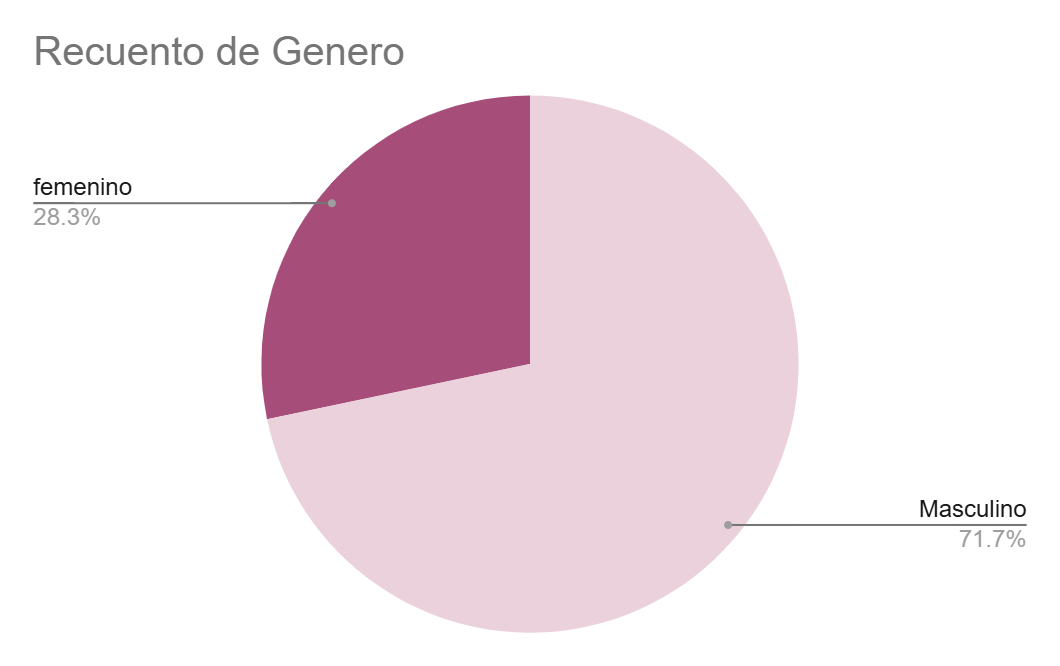 Recuento de Genero
femenino
28.3%
Masculino
71.7%